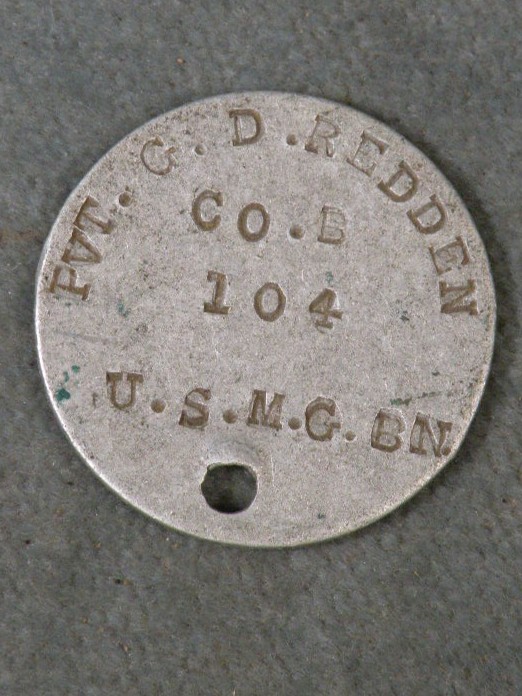 PVT. G. D. REDDEN
CO. B
104
U.S.M.G. BN.